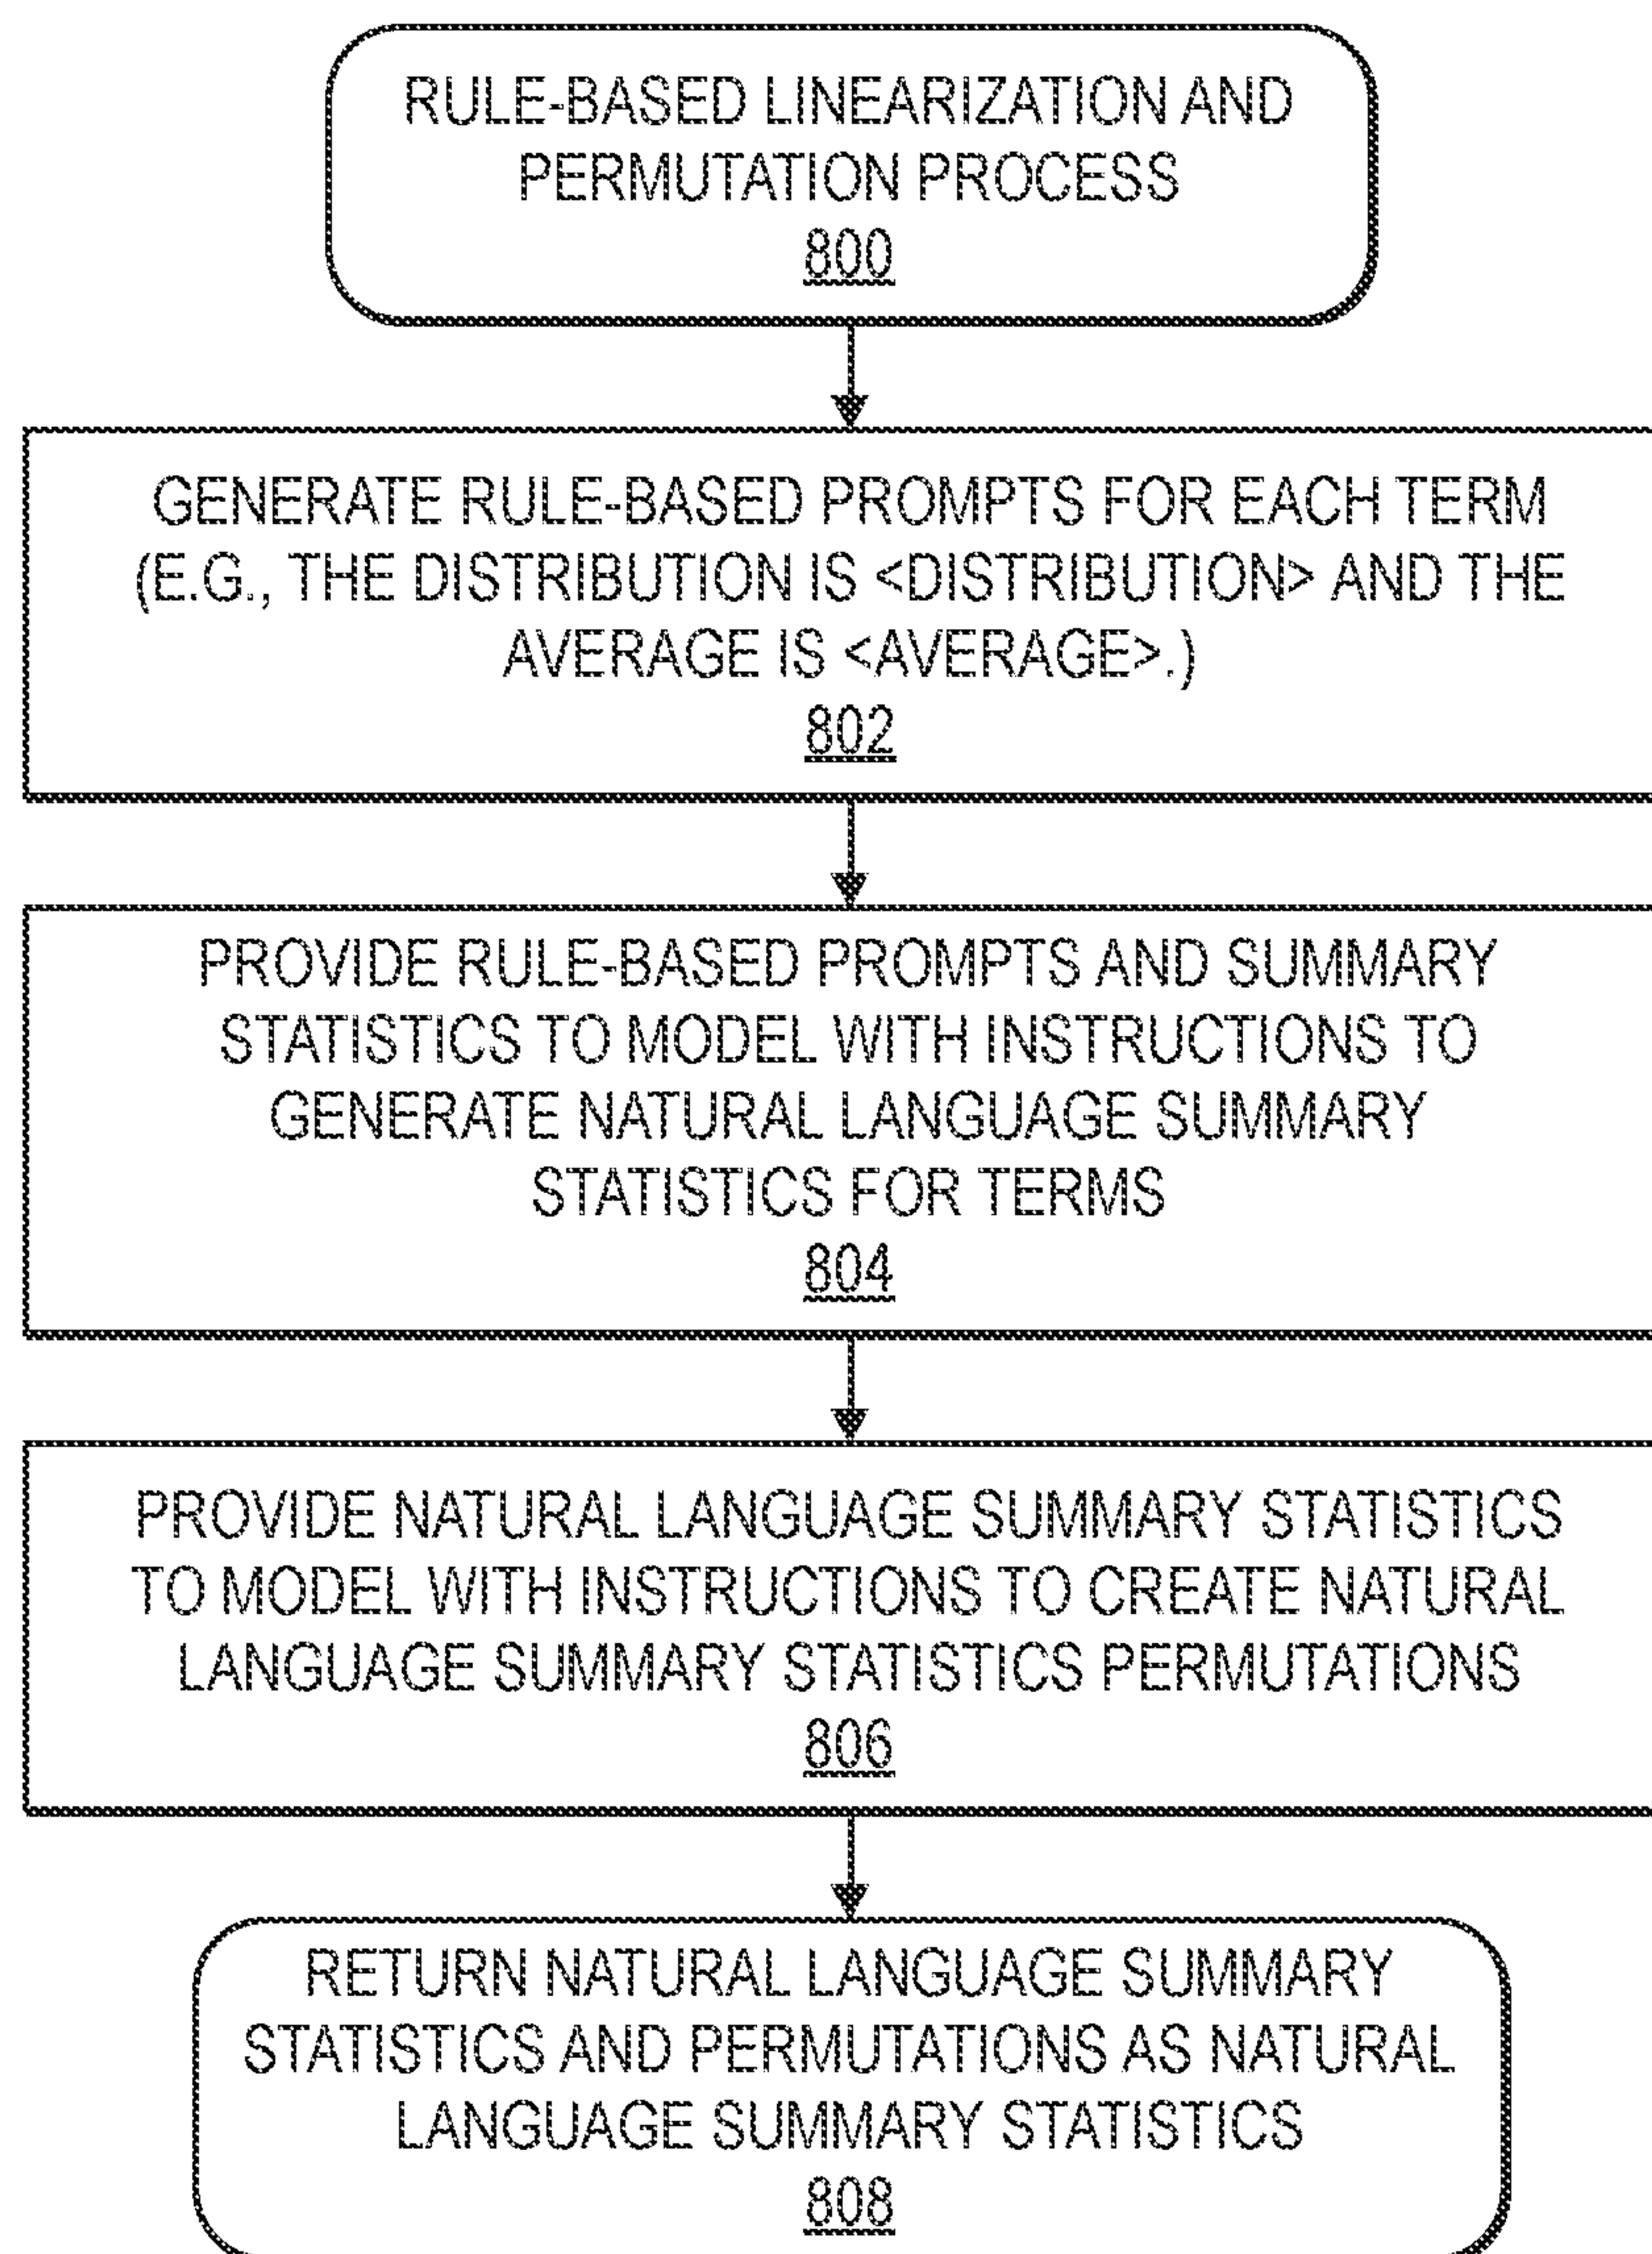 RULE-BASED LINEARIZATION AND
PERMUTATION PROCESS
800
GENERATE RULE-BASED PROMPTS FOR EACH TERM
(E.G., THE DISTRIBUTION IS <DISTRIBUTION> AND THE
AVERAGE IS <AVERAGE>.)
802
PROVIDE RULE-BASED PROMPTS AND SUMMARY
STATISTICS TO MODEL WITH INSTRUCTIONS TO
GENERATE NATURAL LANGUAGE SUMMARY
STATISTICS FOR TERMS
804
PROVIDE NATURAL LANGUAGE SUMMARY STATISTICS
TO MODEL WITH INSTRUCTIONS TO CREATE NATURAL
LANGUAGE SUMMARY STATISTICS PERMUTATIONS
806
RETURN NATURAL LANGUAGE SUMMARY
STATISTICS AND PERMUTATIONS AS NATURAL
LANGUAGE SUMMARY STATISTICS
808